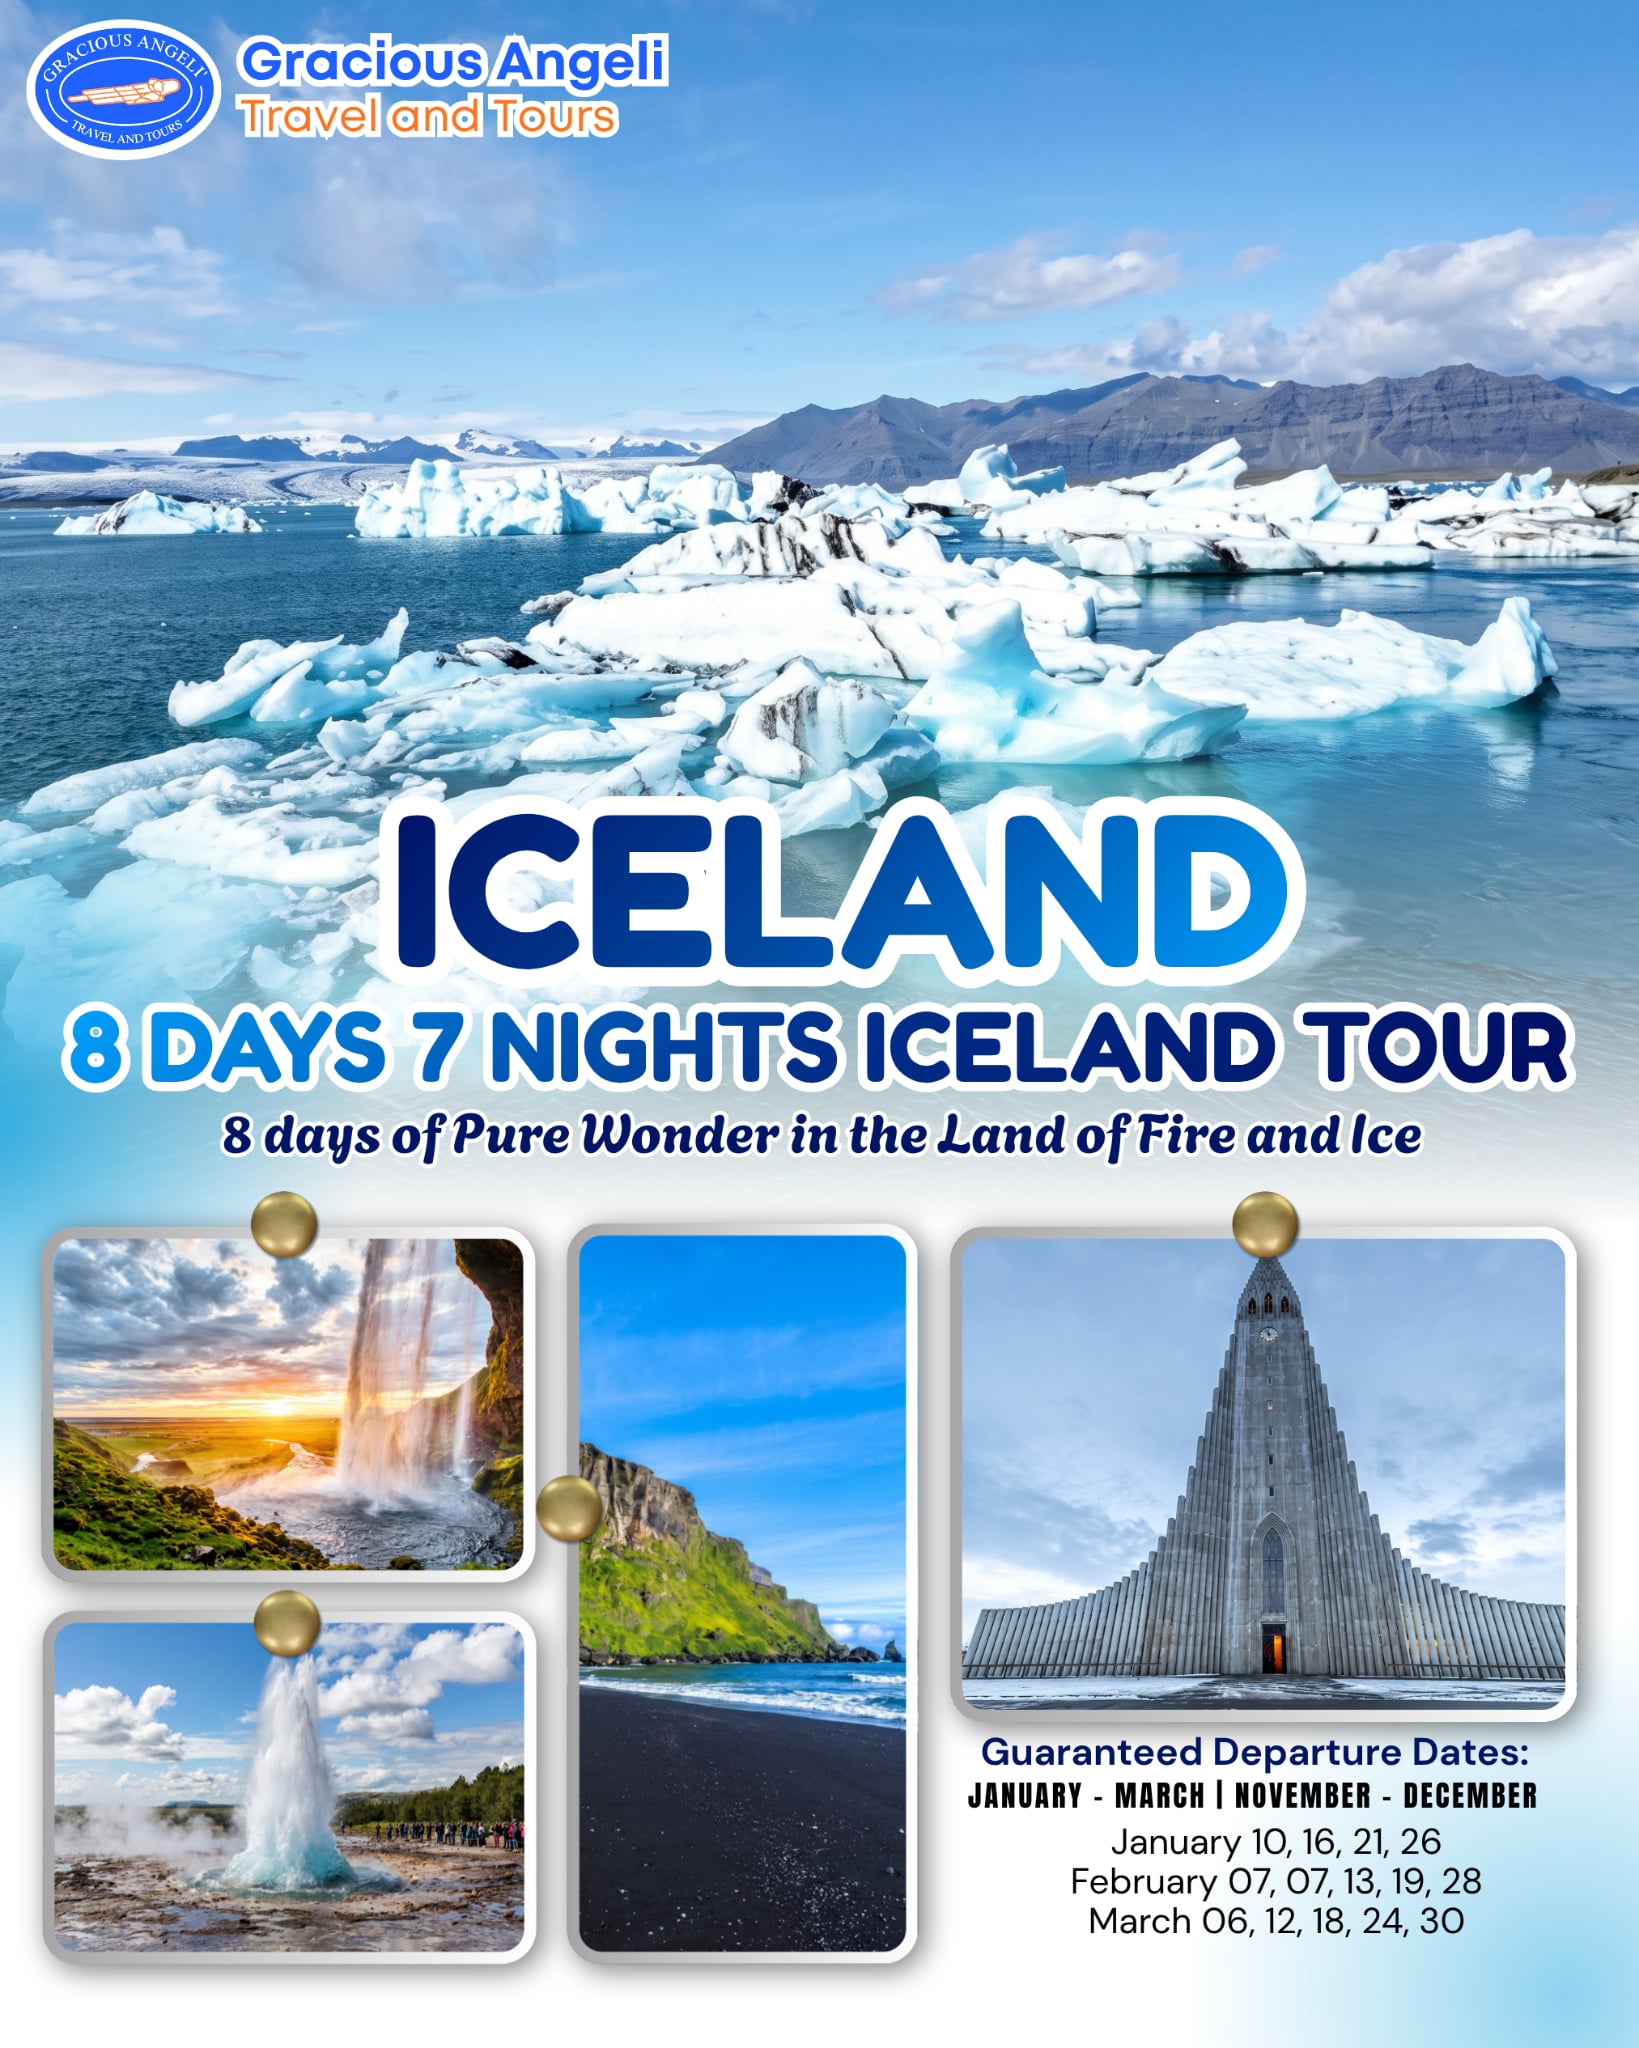 GRACIOUS ANGELI'
TRAVEL AND TOURS
Gracious Angeli
Travel and Tours
ICELAND
8 DAYS 7 NIGHTS ICELAND TOUR
8 days of Pure Wonder in the Land of Fire and Ice
Guaranteed Departure Dates:
JANUARY - MARCH | NOVEMBER - DECEMBER
January 10, 16, 21, 26
February 07, 07, 13, 19, 28
March 06, 12, 18, 24, 30